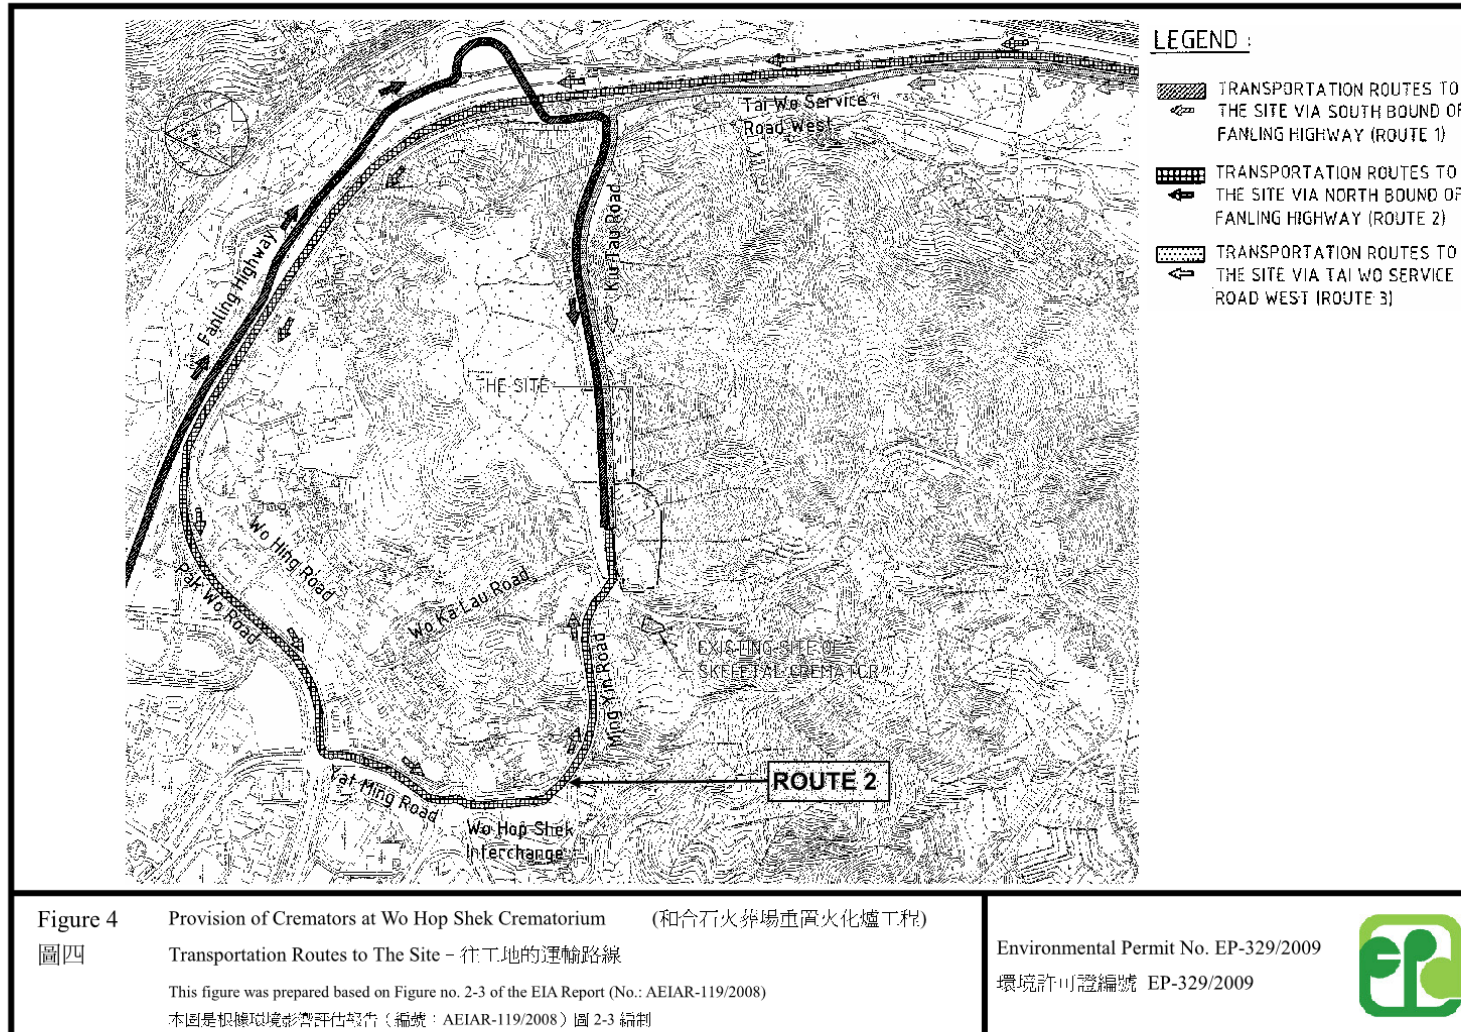 LEGEND :
TRANSPORTATION ROUTES TO
THE SITE VIA SOUTH BOUND OF
FANLING HIGHWAY (ROUTE 1)
TRANSPORTATION ROUTES TO
THE SITE VIA NORTH BOUND OF
FANLING HIGHWAY (ROUTE 2)
TRANSPORTATION ROUTES TO
THE SITE VIA TAI WO SERVICE
ROAD WEST (ROUTE 3)
Tai Wo Service
Road West
Kiu Tau Road
Fanling Highway
THE SITE
Wo Hing Road
Pak Wo Road
Wo Ka Lau Road
Ming Yin Road
EXISTING SITE OF
SKELETAL CREMATOR
ROUTE 2
Yat Ming Road
Wo Hop Shek
Interchange
Figure 4 Provision of Cremators at Wo Hop Shek Crematorium (和合石火葬場重置火化爐工程)
圖四 Transportation Routes to The Site – 往工地的運輸路線
This figure was prepared based on Figure no. 2-3 of the EIA Report (No.: AEIAR-119/2008)
本圖是根據環境影響評估報告（編號：AEIAR-119/2008）圖 2-3 編制
Environmental Permit No. EP-329/2009
環境許可證編號 EP-329/2009